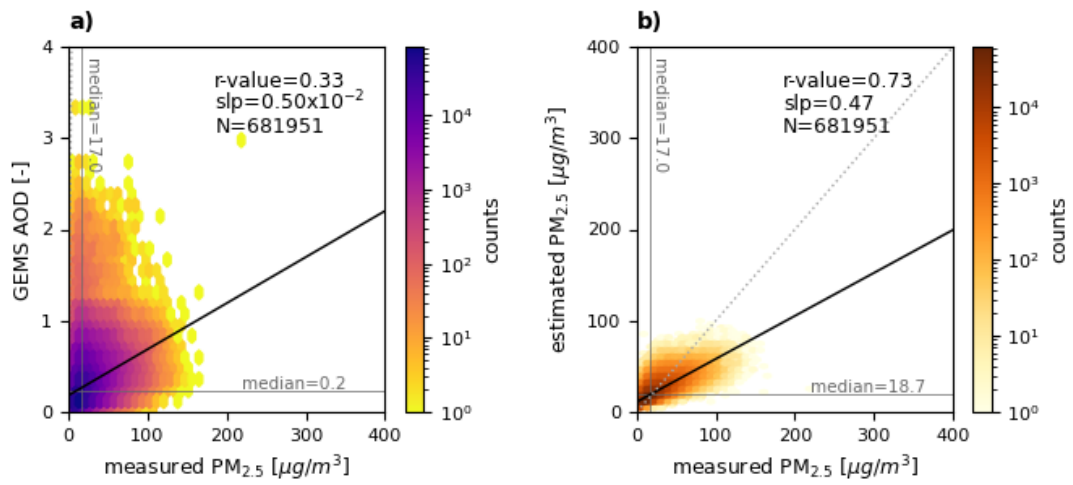 a)
4
3
2
1
0
GEMS AOD [-]
0 100 200 300 400
measured PM₂.₅ [μg/m³]
median=17.0
r-value=0.33
slp=0.50x10⁻²
N=681951
median=0.2
10⁴
10³
10²
10¹
10⁰
counts
b)
400
300
200
100
0
estimated PM₂.₅ [μg/m³]
0 100 200 300 400
measured PM₂.₅ [μg/m³]
median=17.0
r-value=0.73
slp=0.47
N=681951
median=18.7
10⁴
10³
10²
10¹
10⁰
counts